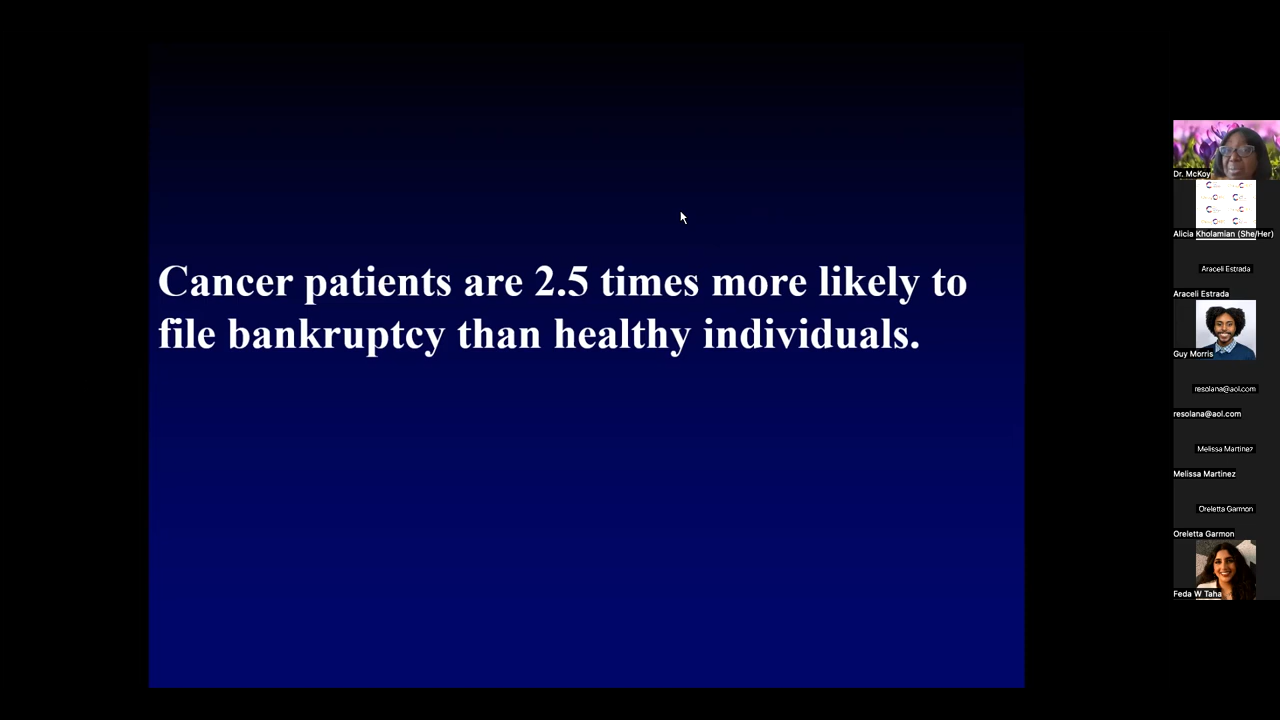 Cancer patients are 2.5 times more likely to
file bankruptcy than healthy individuals.
Dr. McKoy
Alicia Kholamian (She/Her)
Araceli Estrada
Araceli Estrada
Guy Morris
resolana@aol.com
resolana@aol.com
Melissa Martinez
Melissa Martinez
Oreletta Garmon
Oreletta Garmon
Feda W Taha